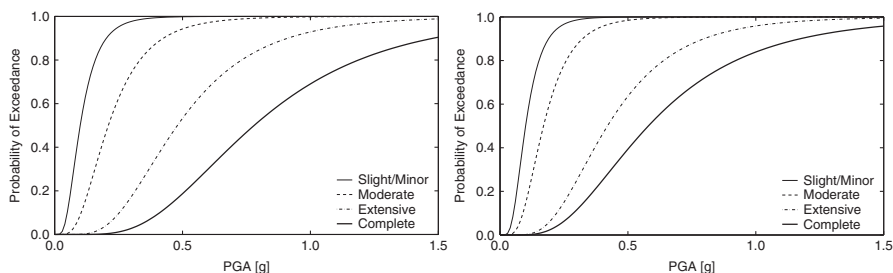 Probability of Exceedance
1.0
0.8
0.6
0.4
0.2
0.0
0.0
0.5
1.0
1.5
PGA [g]
Slight/Minor
Moderate
Extensive
Complete
Probability of Exceedance
1.0
0.8
0.6
0.4
0.2
0.0
0.0
0.5
1.0
1.5
PGA [g]
Slight/Minor
Moderate
Extensive
Complete